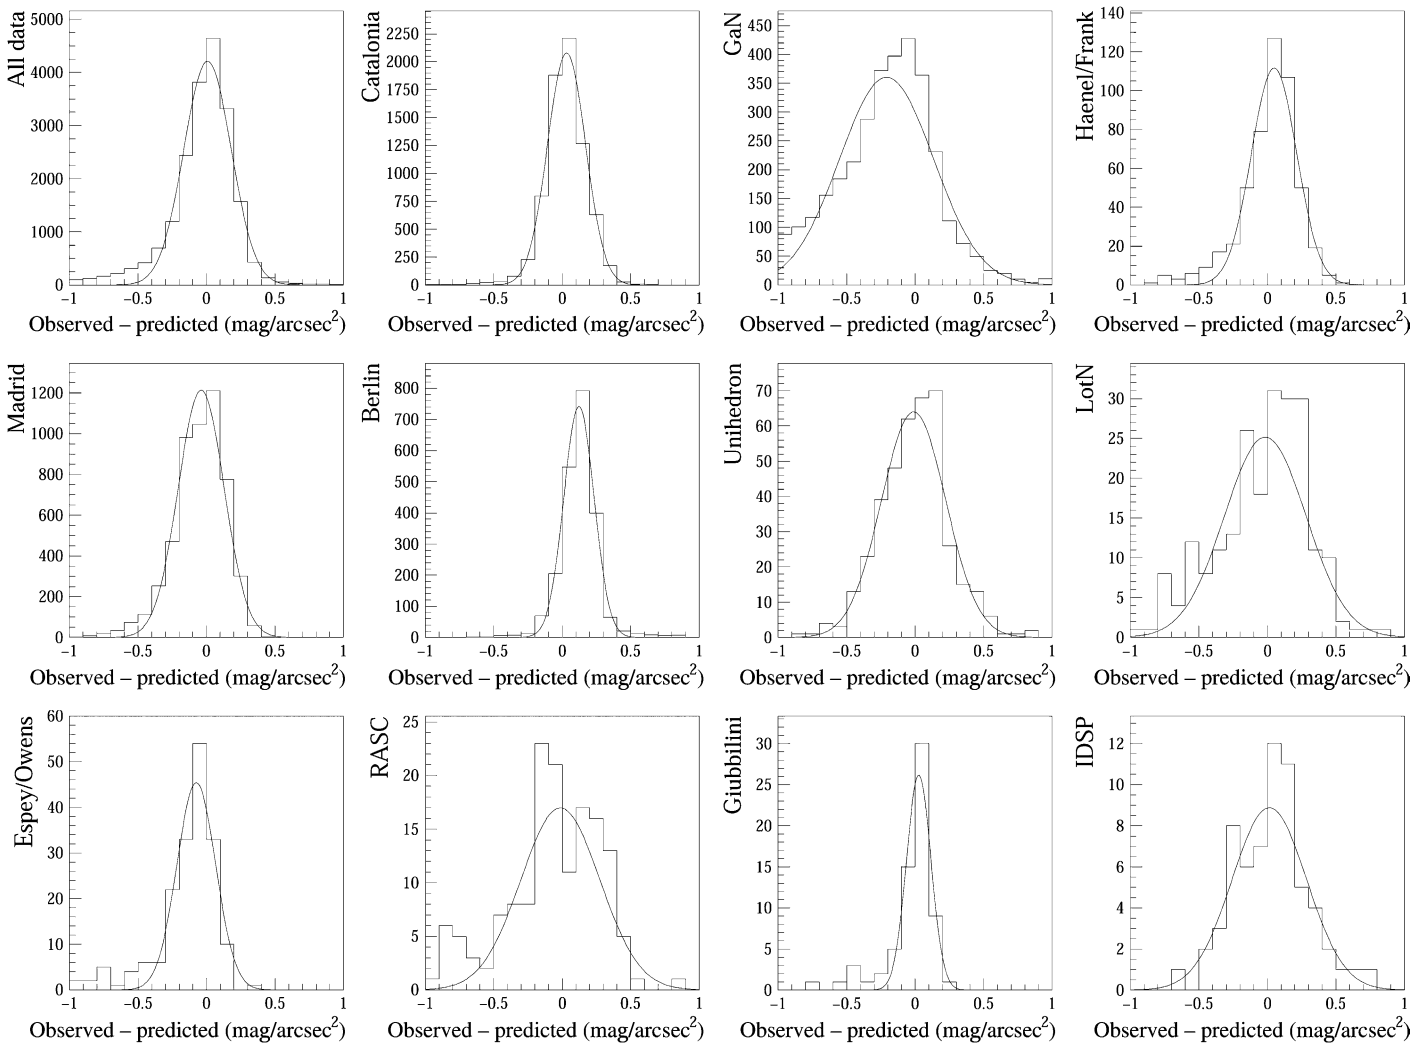 All data
5000
4000
3000
2000
1000
0
−1 −0.5 0 0.5 1
Observed – predicted (mag/arcsec²)
Catalonia
2250
2000
1750
1500
1250
1000
750
500
250
0
−1 −0.5 0 0.5 1
Observed – predicted (mag/arcsec²)
GaN
450
400
350
300
250
200
150
100
50
0
−1 −0.5 0 0.5 1
Observed – predicted (mag/arcsec²)
Haenel/Frank
140
120
100
80
60
40
20
0
−1 −0.5 0 0.5 1
Observed – predicted (mag/arcsec²)
Madrid
1200
1000
800
600
400
200
0
−1 −0.5 0 0.5 1
Observed – predicted (mag/arcsec²)
Berlin
800
700
600
500
400
300
200
100
0
−1 −0.5 0 0.5 1
Observed – predicted (mag/arcsec²)
Unihedron
70
60
50
40
30
20
10
0
−1 −0.5 0 0.5 1
Observed – predicted (mag/arcsec²)
LotN
30
25
20
15
10
5
0
−1 −0.5 0 0.5 1
Observed – predicted (mag/arcsec²)
Espey/Owens
60
50
40
30
20
10
0
−1 −0.5 0 0.5 1
Observed – predicted (mag/arcsec²)
RASC
25
20
15
10
5
0
−1 −0.5 0 0.5 1
Observed – predicted (mag/arcsec²)
Giubbilini
30
25
20
15
10
5
0
−1 −0.5 0 0.5 1
Observed – predicted (mag/arcsec²)
IDSP
12
10
8
6
4
2
0
−1 −0.5 0 0.5 1
Observed – predicted (mag/arcsec²)